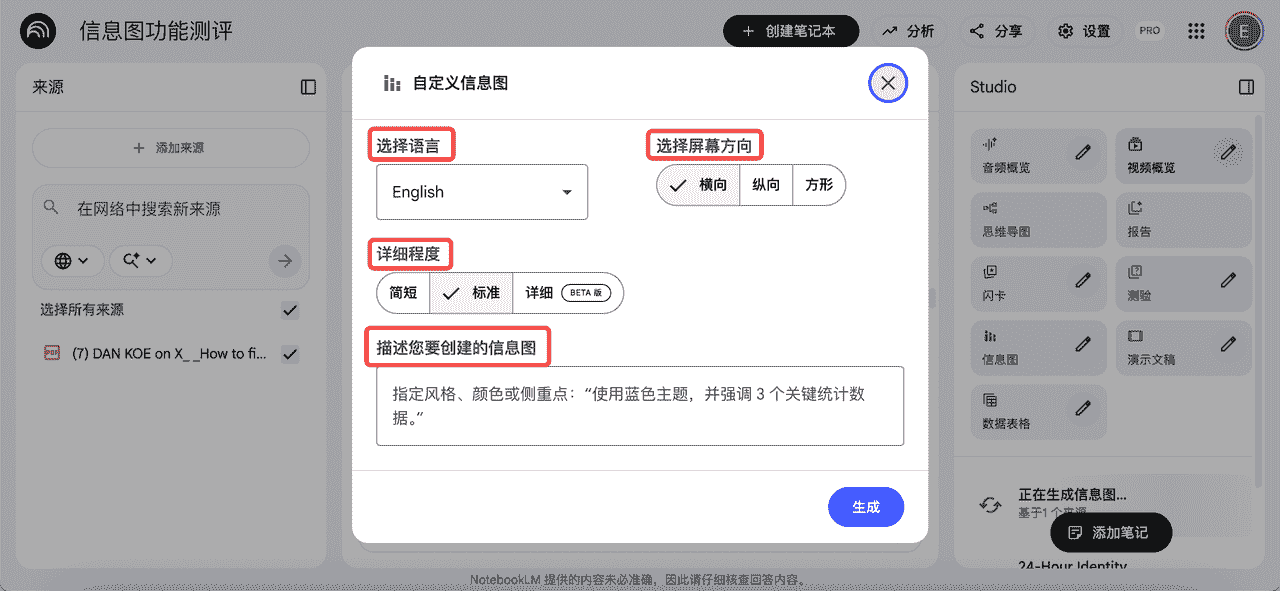 信息图功能测评
创建笔记本
分析
分享
设置
PRO
E
来源
添加来源
在网络中搜索新来源
选择所有来源
PDF
(7) DAN KOE on X_ _How to fi...
自定义信息图
选择语言
选择屏幕方向
English
横向
纵向
方形
详细程度
简短
标准
详细
BETA 版
描述您要创建的信息图
指定风格、颜色或侧重点：“使用蓝色主题，并强调 3 个关键统计数
据。”
生成
Studio
音频概览
视频概览
思维导图
报告
闪卡
测验
信息图
演示文稿
数据表格
正在生成信息图...
基于1 个来源
添加笔记
24-Hour Identity
NotebookLM 提供的内容未必准确，因此请仔细核查回答内容。